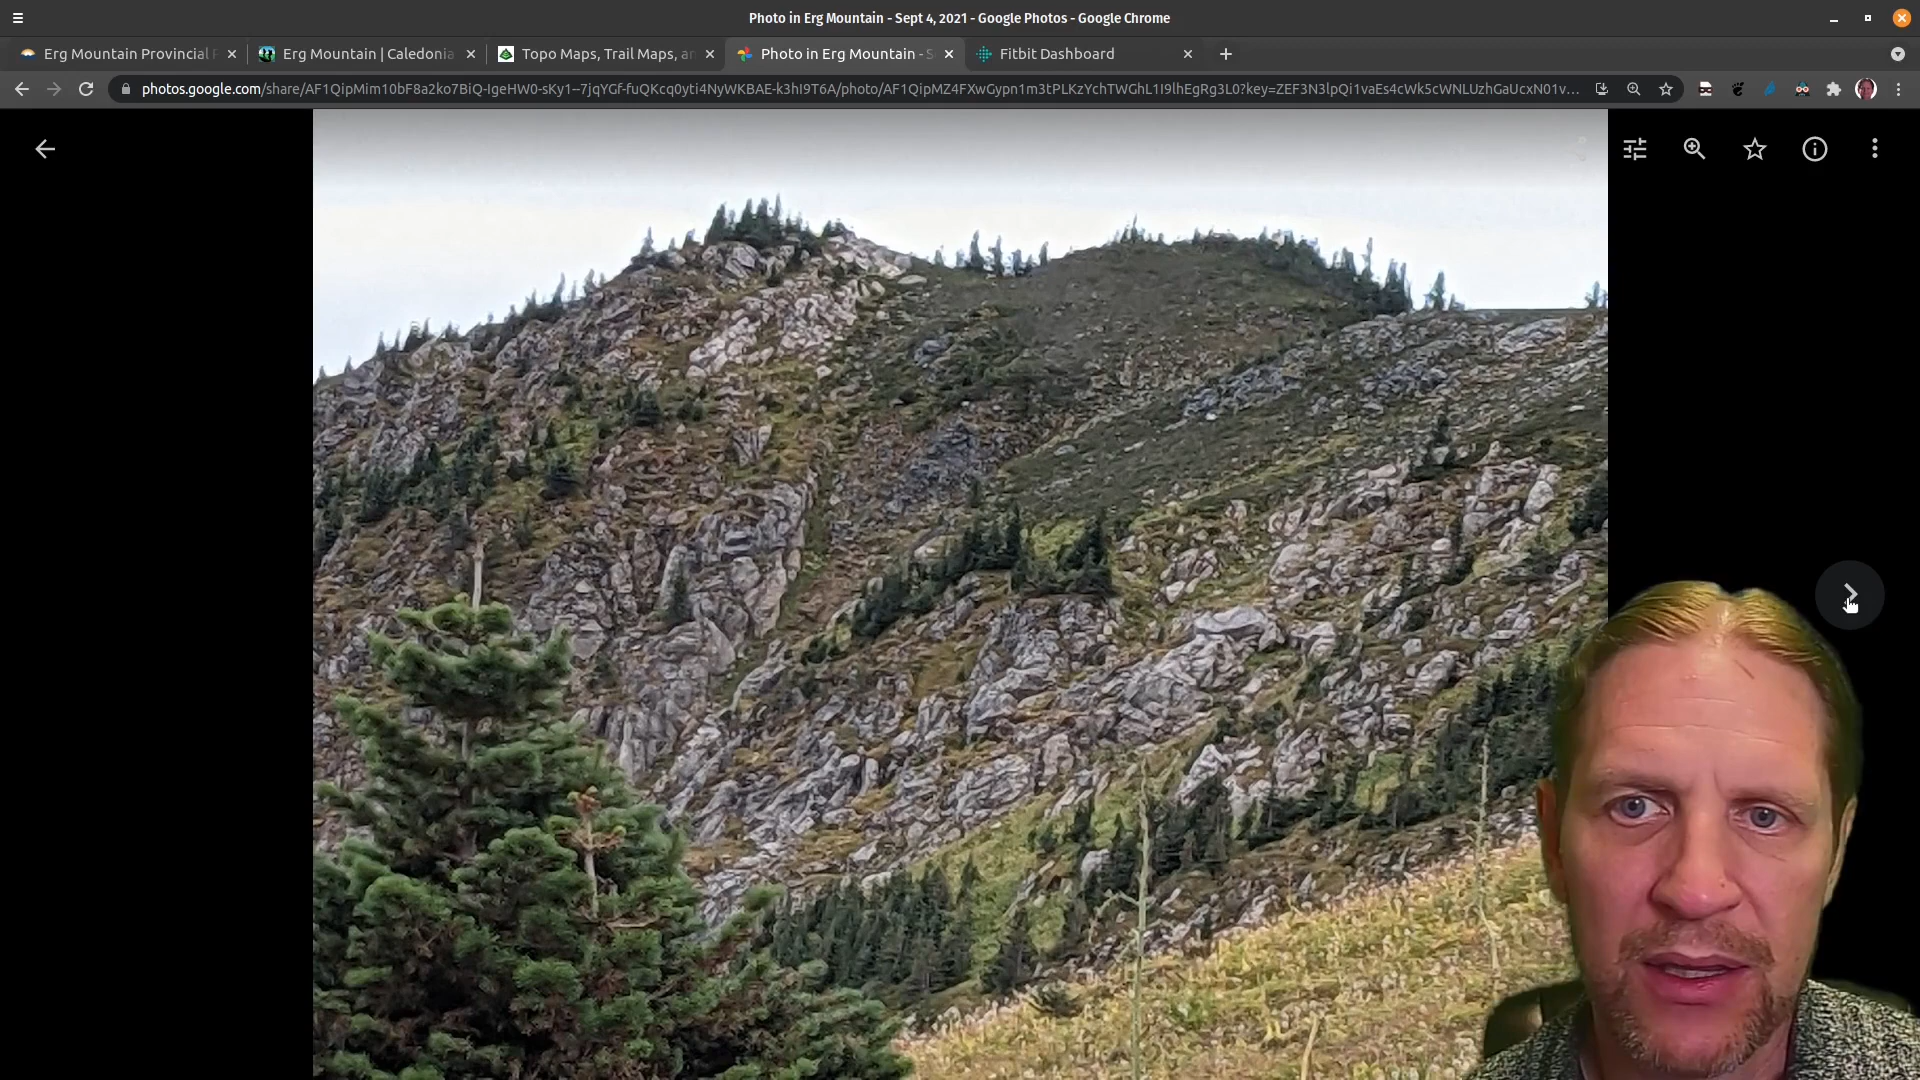 Photo in Erg Mountain - Sept 4, 2021 - Google Photos - Google Chrome
Erg Mountain Provincial P
Erg Mountain | Caledonia
Topo Maps, Trail Maps, an
Photo in Erg Mountain - S
Fitbit Dashboard
photos.google.com/share/AF1QipMim10bF8a2ko7BiQ-IgeHW0-sKy1--7jqYGf-fuQKcq0yti4NyWKBAE-k3hI9T6A/photo/AF1QipMZ4FXwGypn1m3tPLKzYchTWGhL1I9lhEgRg3L0?key=ZEF3N3lpQi1vaEs4cWk5cWNLUzhGaUcxN01v...